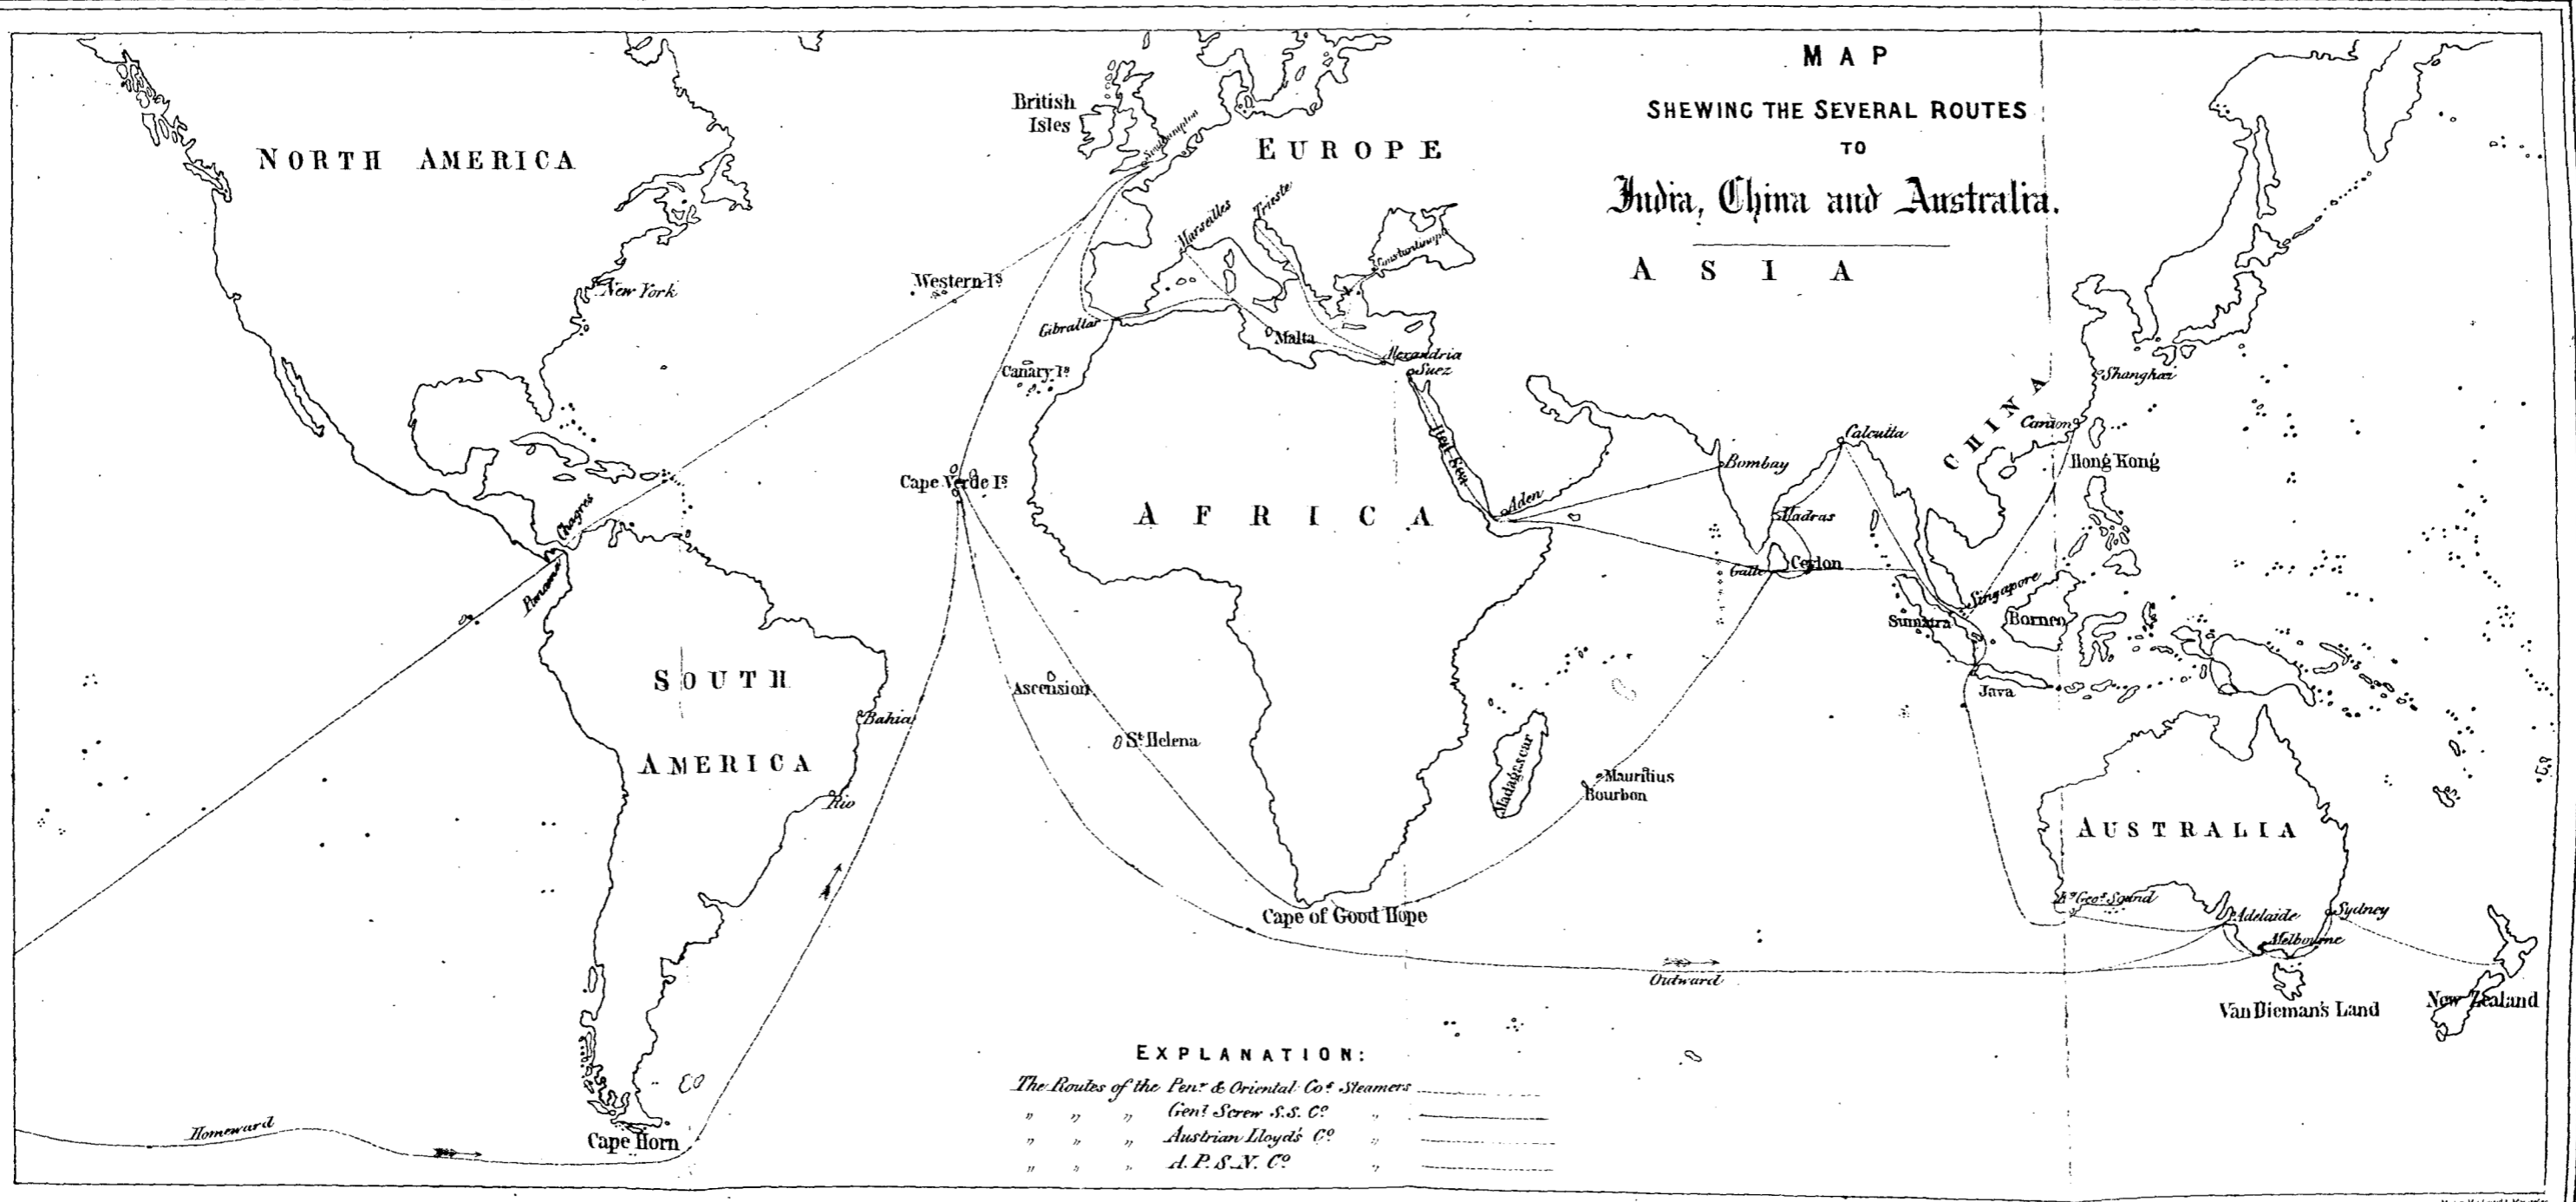 MAP
SHEWING THE SEVERAL ROUTES
TO
India, China and Australia.
NORTH AMERICA
British
Isles
Southampton
EUROPE
ASIA
Marseilles
Trieste
Constantinople
New York
Western Is
Gibraltar
Malta
Alexandria
Suez
Canary Is
Shanghai
CHINA
Canton
Hong Kong
Calcutta
Bombay
Red Sea
Cape Verde Is
Chagres
AFRICA
Aden
Madras
Galle
Ceylon
Panama
Singapore
Sumatra
Borneo
SOUTH
AMERICA
Ascension
Java
Bahia
St Helena
Madagascar
Mauritius
Bourbon
Rio
AUSTRALIA
Kg Geoe Sound
Adelaide
Sydney
Melbourne
Cape of Good Hope
Outward
Van Dieman's Land
New Zealand
Homeward
Cape Horn
EXPLANATION:
The Routes of the Penr & Oriental Cos Steamers
" " " Genl Screw S.S. Co "
" " " Austrian Lloyd's Co "
" " " A.P.S.N. Co "